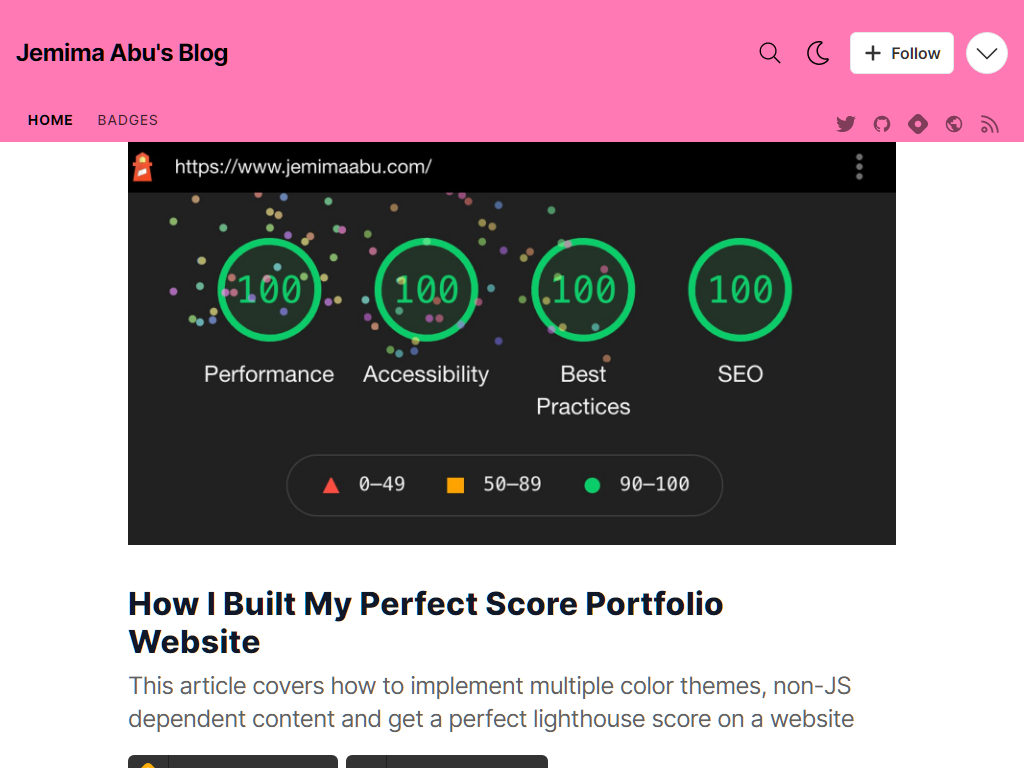 Jemima Abu's Blog
Follow
HOME
BADGES
https://www.jemimaabu.com/
100
100
100
100
Performance
Accessibility
Best
Practices
SEO
0–49
50–89
90–100
How I Built My Perfect Score Portfolio
Website
This article covers how to implement multiple color themes, non-JS
dependent content and get a perfect lighthouse score on a website